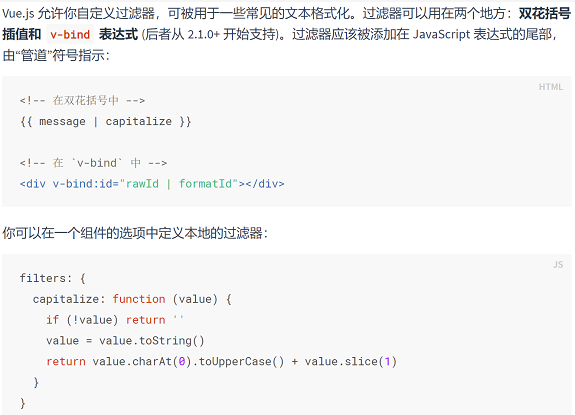 Vue.js 允许你自定义过滤器，可被用于一些常见的文本格式化。过滤器可以用在两个地方：双花括号
插值和 v-bind 表达式 (后者从 2.1.0+ 开始支持)。过滤器应该被添加在 JavaScript 表达式的尾部，
由“管道”符号指示：
HTML
<!-- 在双花括号中 -->
{{ message | capitalize }}
<!-- 在 `v-bind` 中 -->
<div v-bind:id="rawId | formatId"></div>
你可以在一个组件的选项中定义本地的过滤器：
JS
filters: {
  capitalize: function (value) {
    if (!value) return ''
    value = value.toString()
    return value.charAt(0).toUpperCase() + value.slice(1)
  }
}